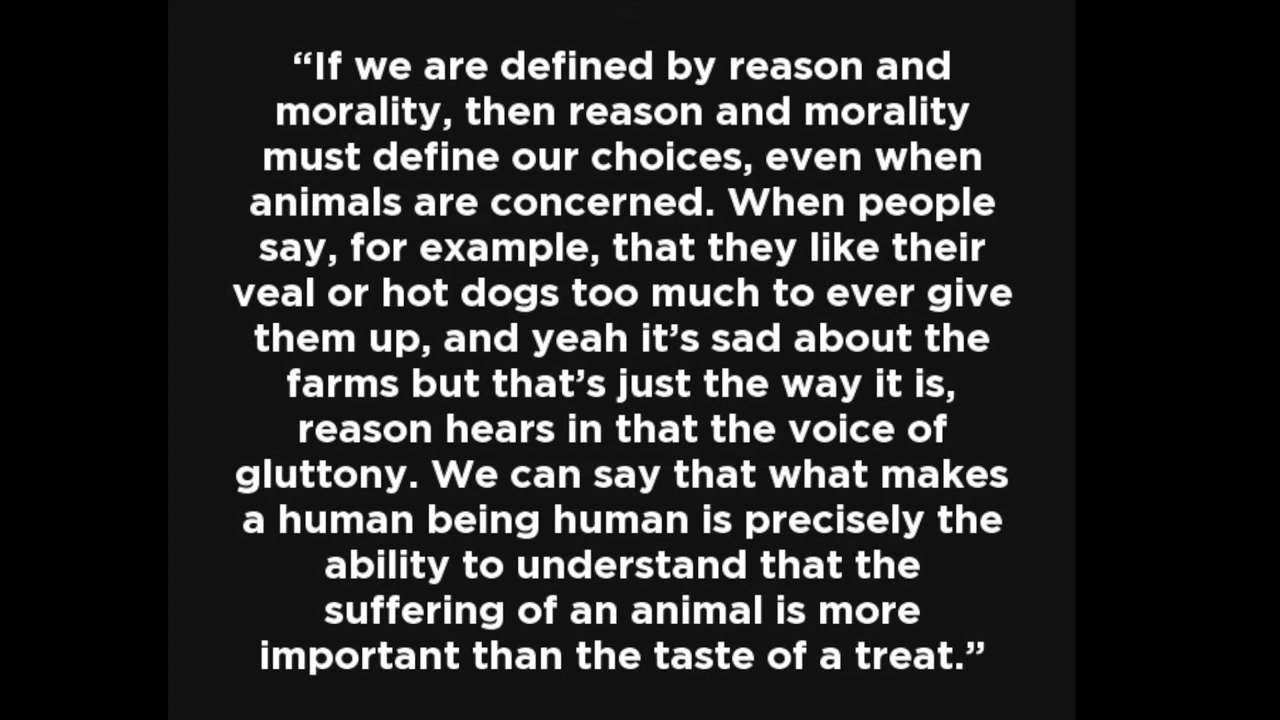 “If we are defined by reason and
morality, then reason and morality
must define our choices, even when
animals are concerned. When people
say, for example, that they like their
veal or hot dogs too much to ever give
them up, and yeah it’s sad about the
farms but that’s just the way it is,
reason hears in that the voice of
gluttony. We can say that what makes
a human being human is precisely the
ability to understand that the
suffering of an animal is more
important than the taste of a treat.”